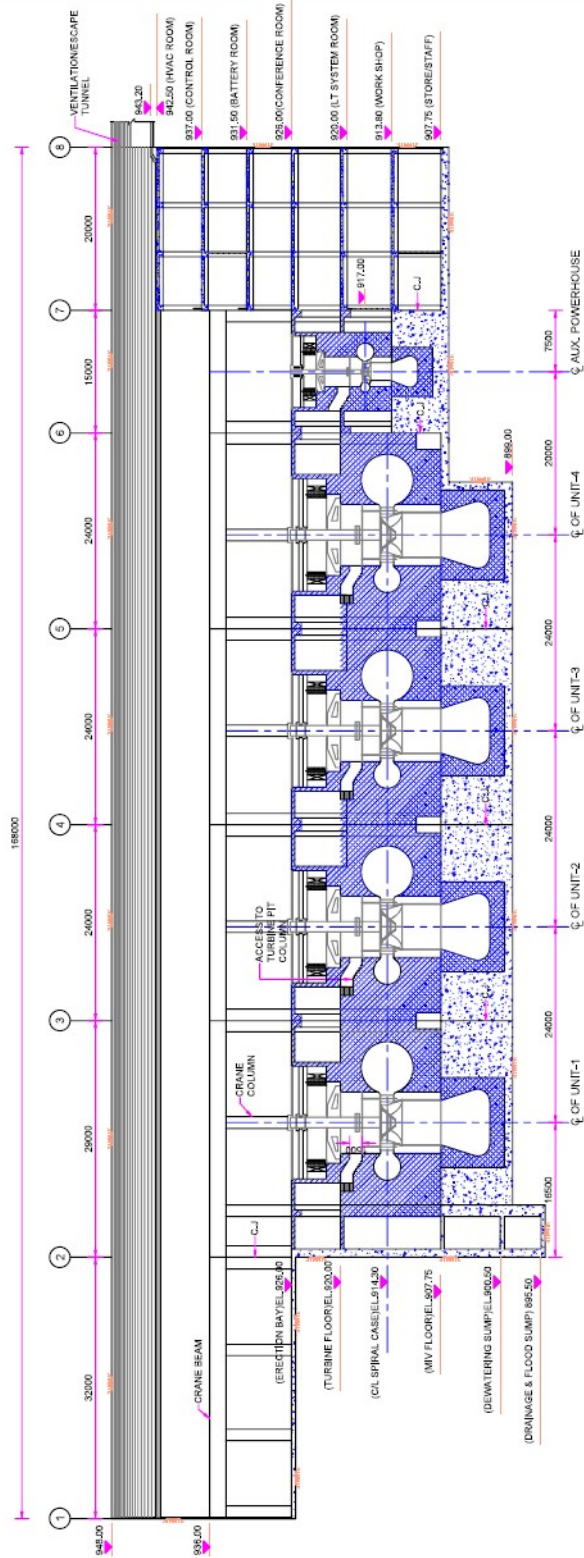 168000
1
2
3
4
5
6
7
8
32000
29000
24000
24000
24000
15000
20000
VENTILATION/ESCAPE
TUNNEL
943.20
942.50 (HVAC ROOM)
937.00 (CONTROL ROOM)
931.50 (BATTERY ROOM)
926.00(CONFERENCE ROOM)
920.00 (LT SYSTEM ROOM)
913.80 (WORK SHOP)
907.75 (STORE/STAFF)
948.00
936.00
CRANE BEAM
C.J
CRANE
COLUMN
ACCESS TO
TURBINE PIT
COLUMN
917.00
C.J
C.J
(ERECTION BAY)EL.926.00
(TURBINE FLOOR)EL.920.00
(C/L SPIRAL CASE)EL.914.30
(MIV FLOOR)EL.907.75
(DEWATERING SUMP)EL.900.50
(DRAINAGE & FLOOD SUMP) 895.50
C.J
C.J
C.J
899.00
16500
24000
24000
24000
20000
7500
℄ OF UNIT-1
℄ OF UNIT-2
℄ OF UNIT-3
℄ OF UNIT-4
℄ AUX. POWERHOUSE